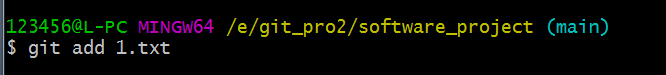 123456@L-PC MINGW64 /e/git_pro2/software_project (main)
$ git add 1.txt